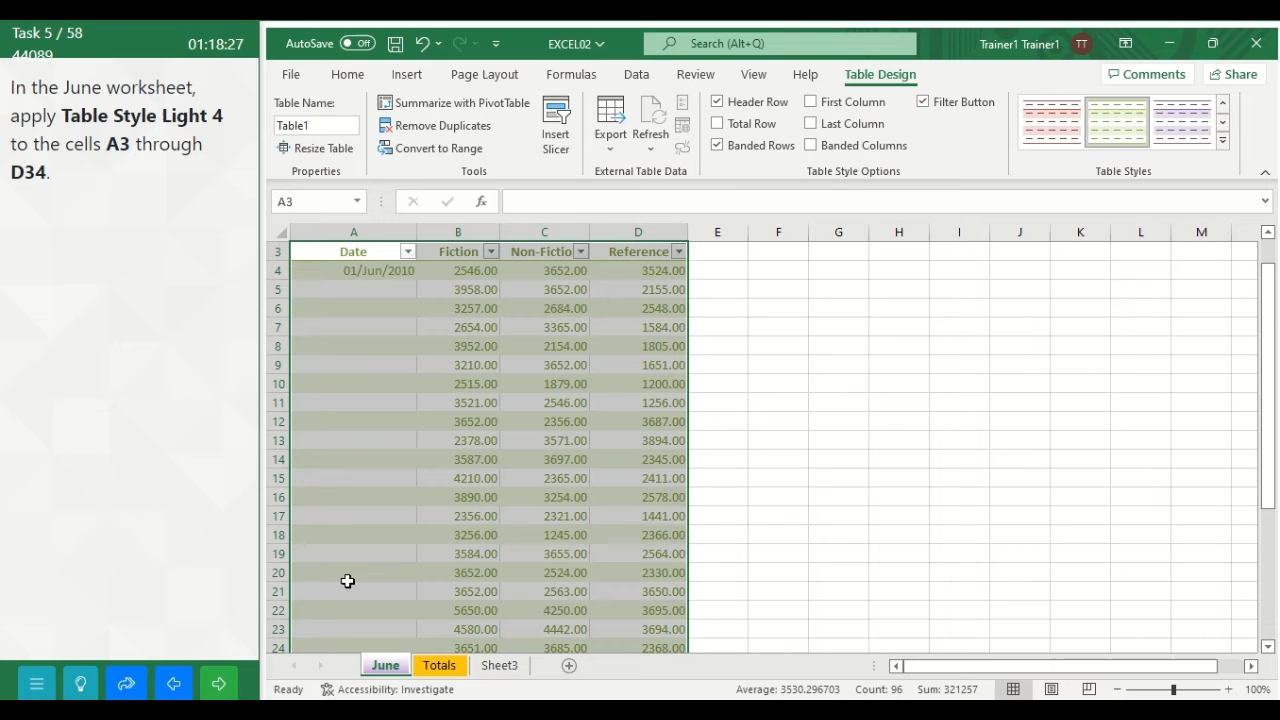 Task 5 / 58
44089
01:18:27
In the June worksheet,
apply Table Style Light 4
to the cells A3 through
D34.
AutoSave Off EXCEL02 Search (Alt+Q) Trainer1 Trainer1 TT
File Home Insert Page Layout Formulas Data Review View Help Table Design Comments Share
Table Name:
Table1
Resize Table
Properties
Summarize with PivotTable
Remove Duplicates
Convert to Range
Insert
Slicer
Tools
Export Refresh
External Table Data
Header Row First Column Filter Button
Total Row Last Column
Banded Rows Banded Columns
Table Style Options
Table Styles
A3 fx
A B C D E F G H I J K L M
3 Date Fiction Non-Fictio Reference
4 01/Jun/2010 2546.00 3652.00 3524.00
5 3958.00 3652.00 2155.00
6 3257.00 2684.00 2548.00
7 2654.00 3365.00 1584.00
8 3952.00 2154.00 1805.00
9 3210.00 3652.00 1651.00
10 2515.00 1879.00 1200.00
11 3521.00 2546.00 1256.00
12 3652.00 2356.00 3687.00
13 2378.00 3571.00 3894.00
14 3587.00 3697.00 2345.00
15 4210.00 2365.00 2411.00
16 3890.00 3254.00 2578.00
17 2356.00 2321.00 1441.00
18 3256.00 1245.00 2366.00
19 3584.00 3655.00 2564.00
20 3652.00 2524.00 2330.00
21 3652.00 2563.00 3650.00
22 5650.00 4250.00 3695.00
23 4580.00 4442.00 3694.00
24 3651.00 3685.00 2368.00
June Totals Sheet3
Ready Accessibility: Investigate Average: 3530.296703 Count: 96 Sum: 321257 100%